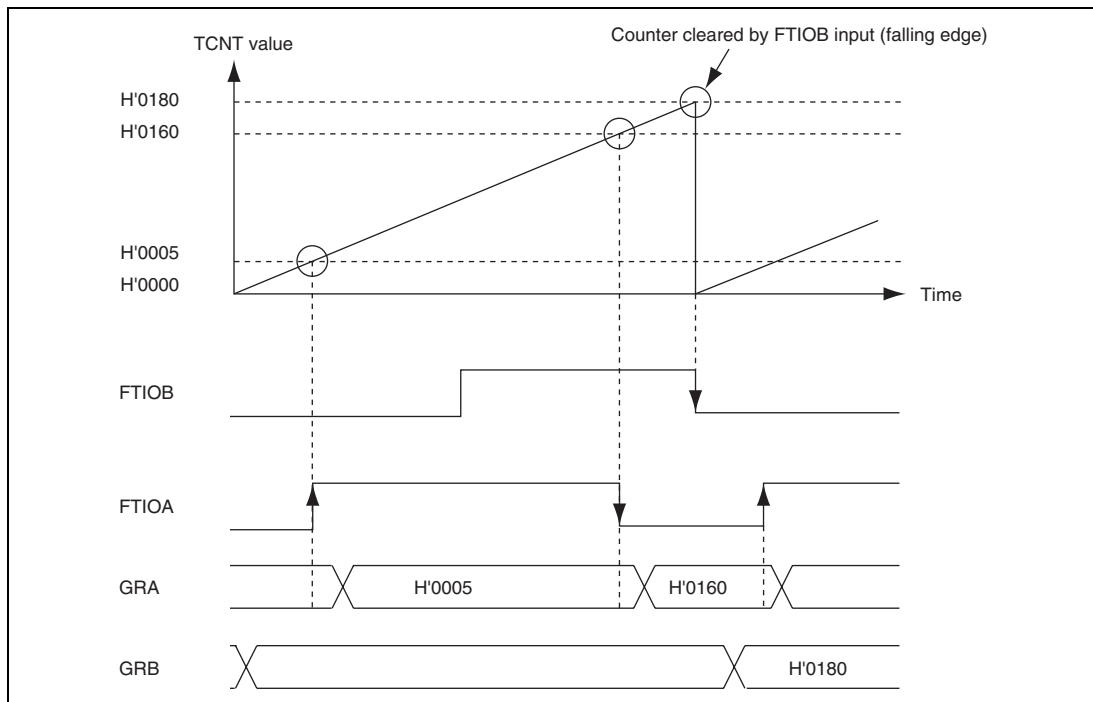 Counter cleared by FTIOB input (falling edge)
TCNT value
H'0180
H'0160
H'0005
H'0000
Time
FTIOB
FTIOA
GRA
H'0005
H'0160
GRB
H'0180